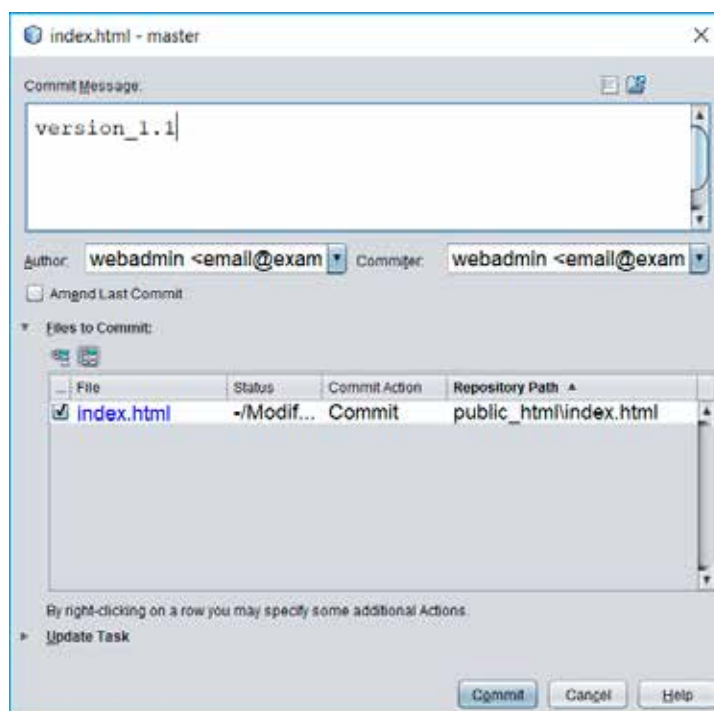 index.html - master
Commit Message:
version_1.1
Author: webadmin <email@exam Commiter: webadmin <email@exam
Amend Last Commit
Files to Commit:
... File Status Commit Action Repository Path
index.html -/Modif... Commit public_html\index.html
By right-clicking on a row you may specify some additional Actions.
Update Task
Commit Cancel Help